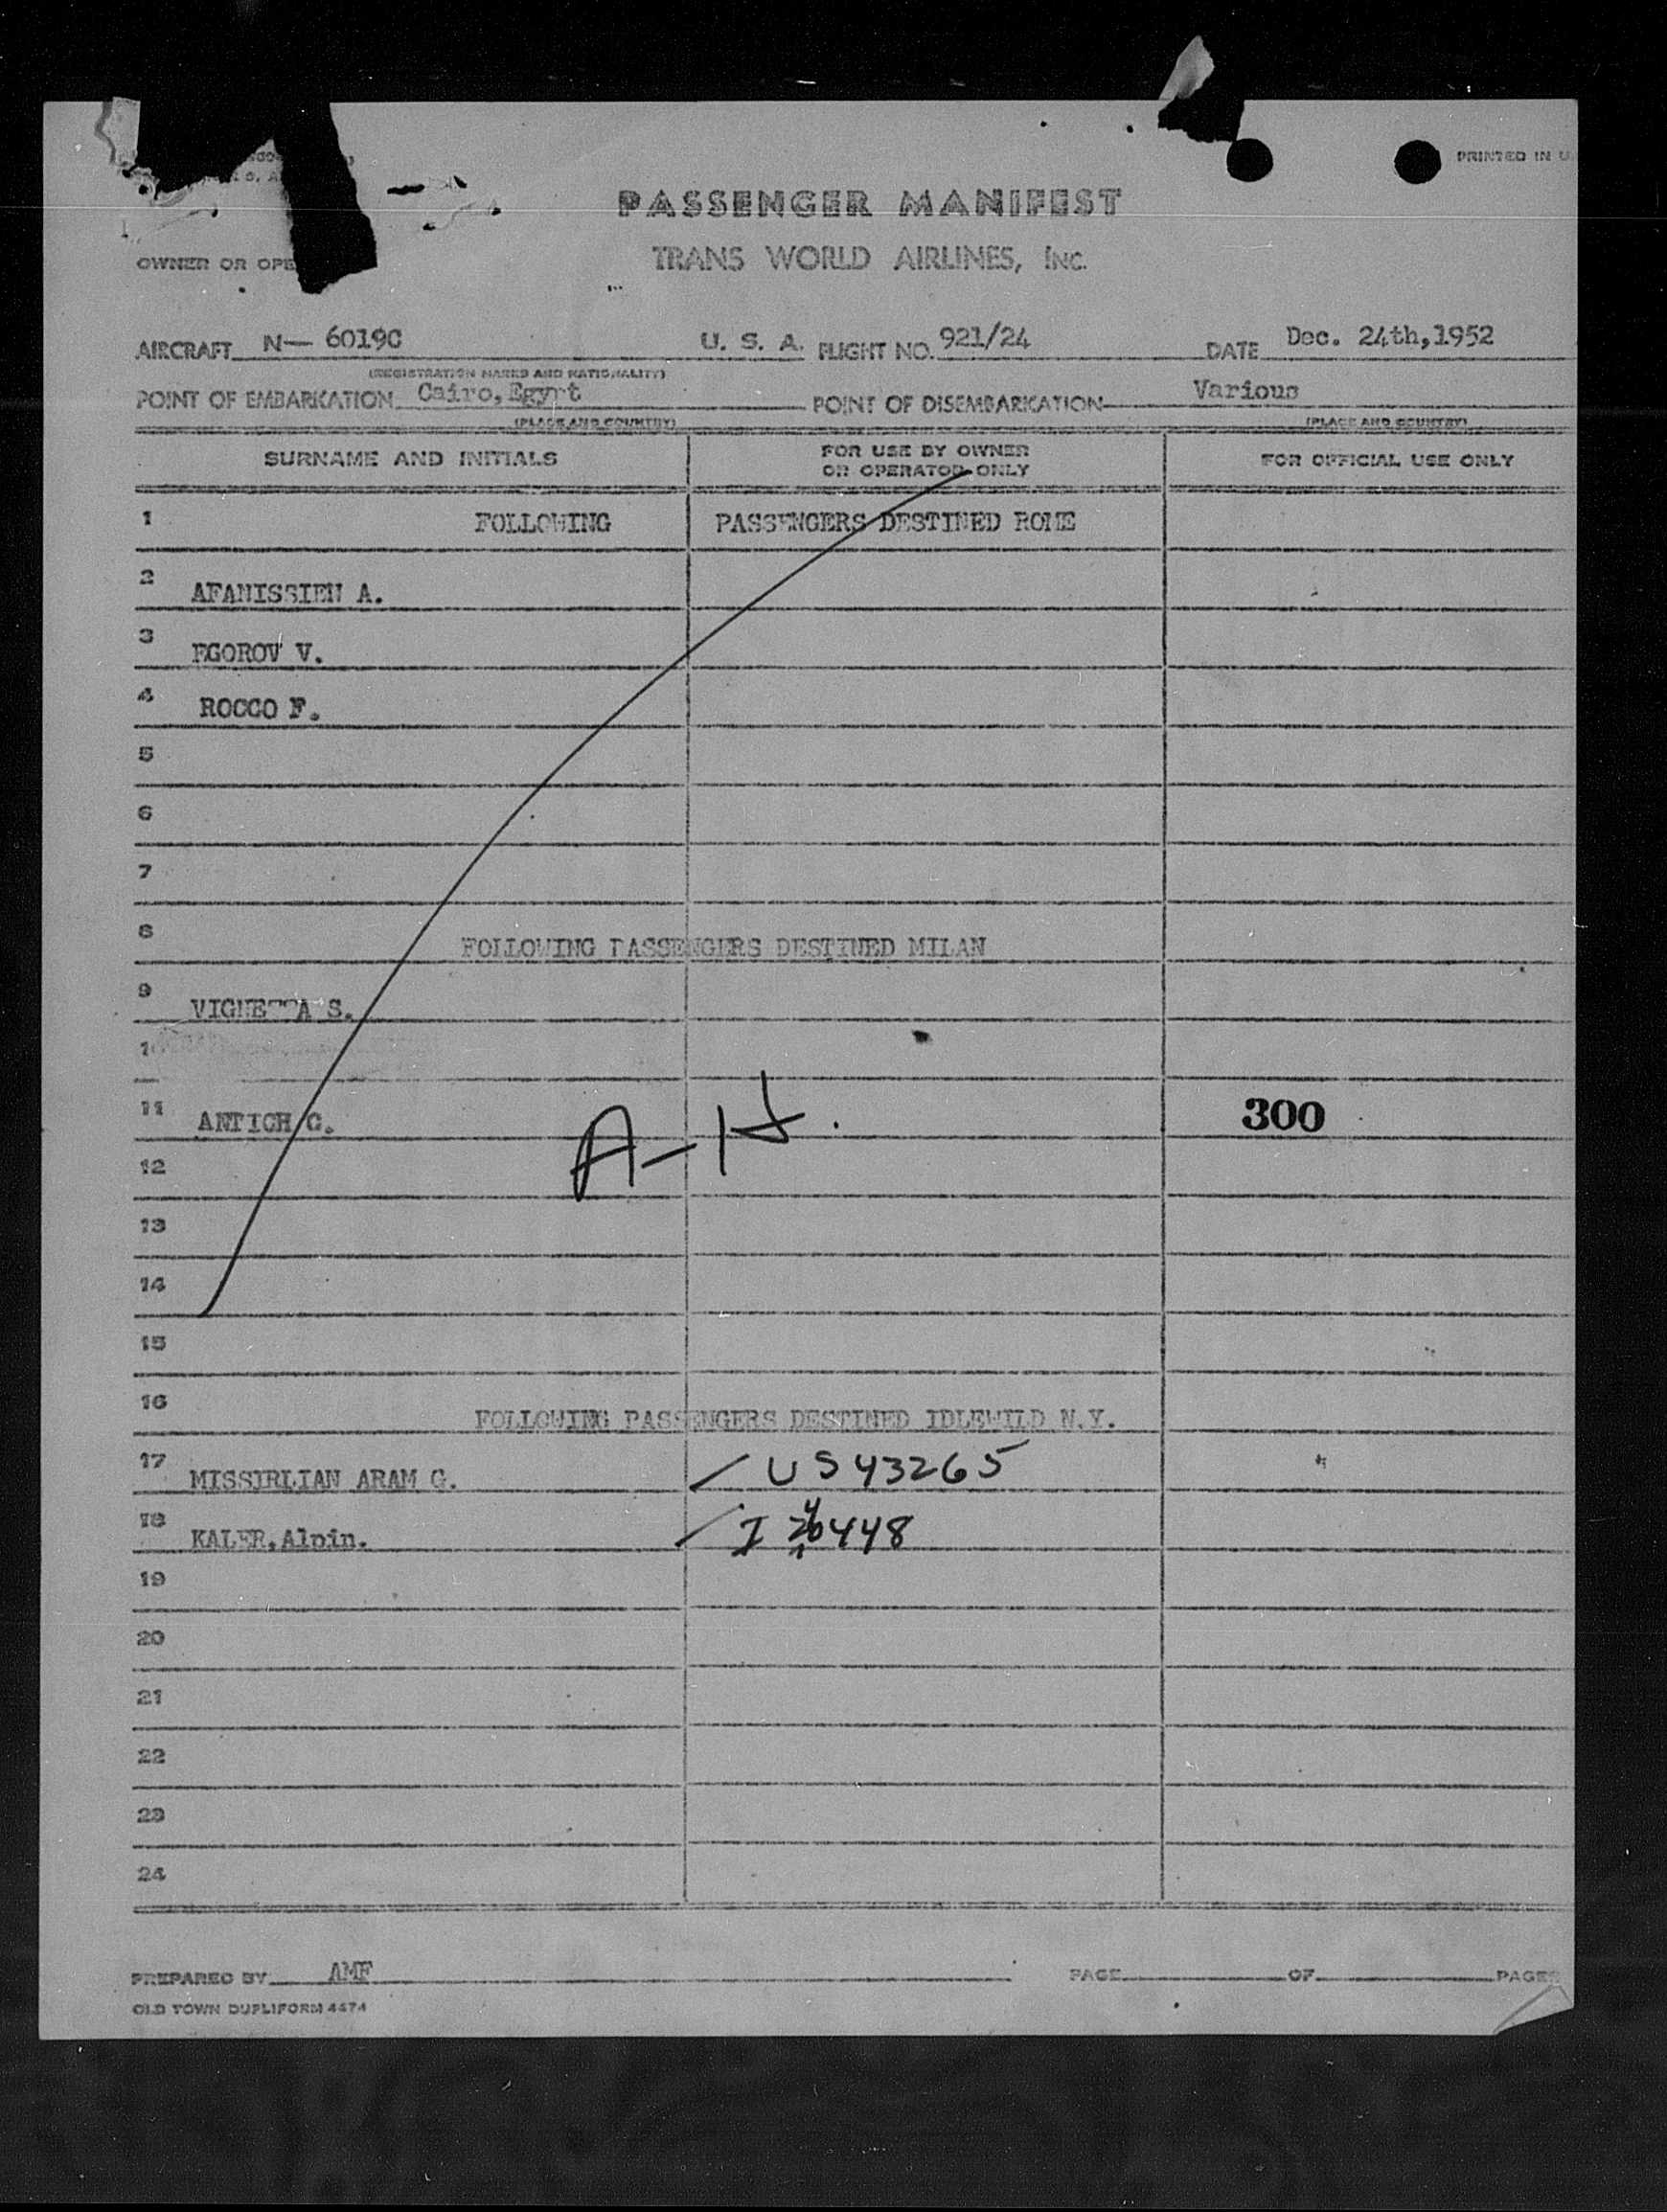 PRINTED IN U.
PASSENGER MANIFEST
OWNER OR OPE
TRANS WORLD AIRLINES, INC.
AIRCRAFT N— 6019C U. S. A. FLIGHT NO. 921/24 DATE Dec. 24th,1952
(REGISTRATION MARKS AND NATIONALITY)
POINT OF EMBARKATION Cairo,Egypt POINT OF DISEMBARKATION Various
(PLACE AND COUNTRY) (PLACE AND COUNTRY)
SURNAME AND INITIALS FOR USE BY OWNER OR OPERATOR ONLY FOR OFFICIAL USE ONLY
1 FOLLOWING PASSENGERS DESTINED ROME
2 AFANISSIEN A.
3 EGOROV V.
4 ROCCO F.
5
6
7
8 FOLLOWING PASSENGERS DESTINED MILAN
9 VIGNETTA S.
11 ANTICH C. 300
A-H.
12
13
14
15
16 FOLLOWING PASSENGERS DESTINED IDLEWILD N.Y.
17 MISSIRLIAN ARAM G. US 43265
18 KALER,Alpin. I 448
19
20
21
22
23
24
PREPARED BY AMF PAGE OF PAGES
OLD TOWN DUPLIFORM 4474